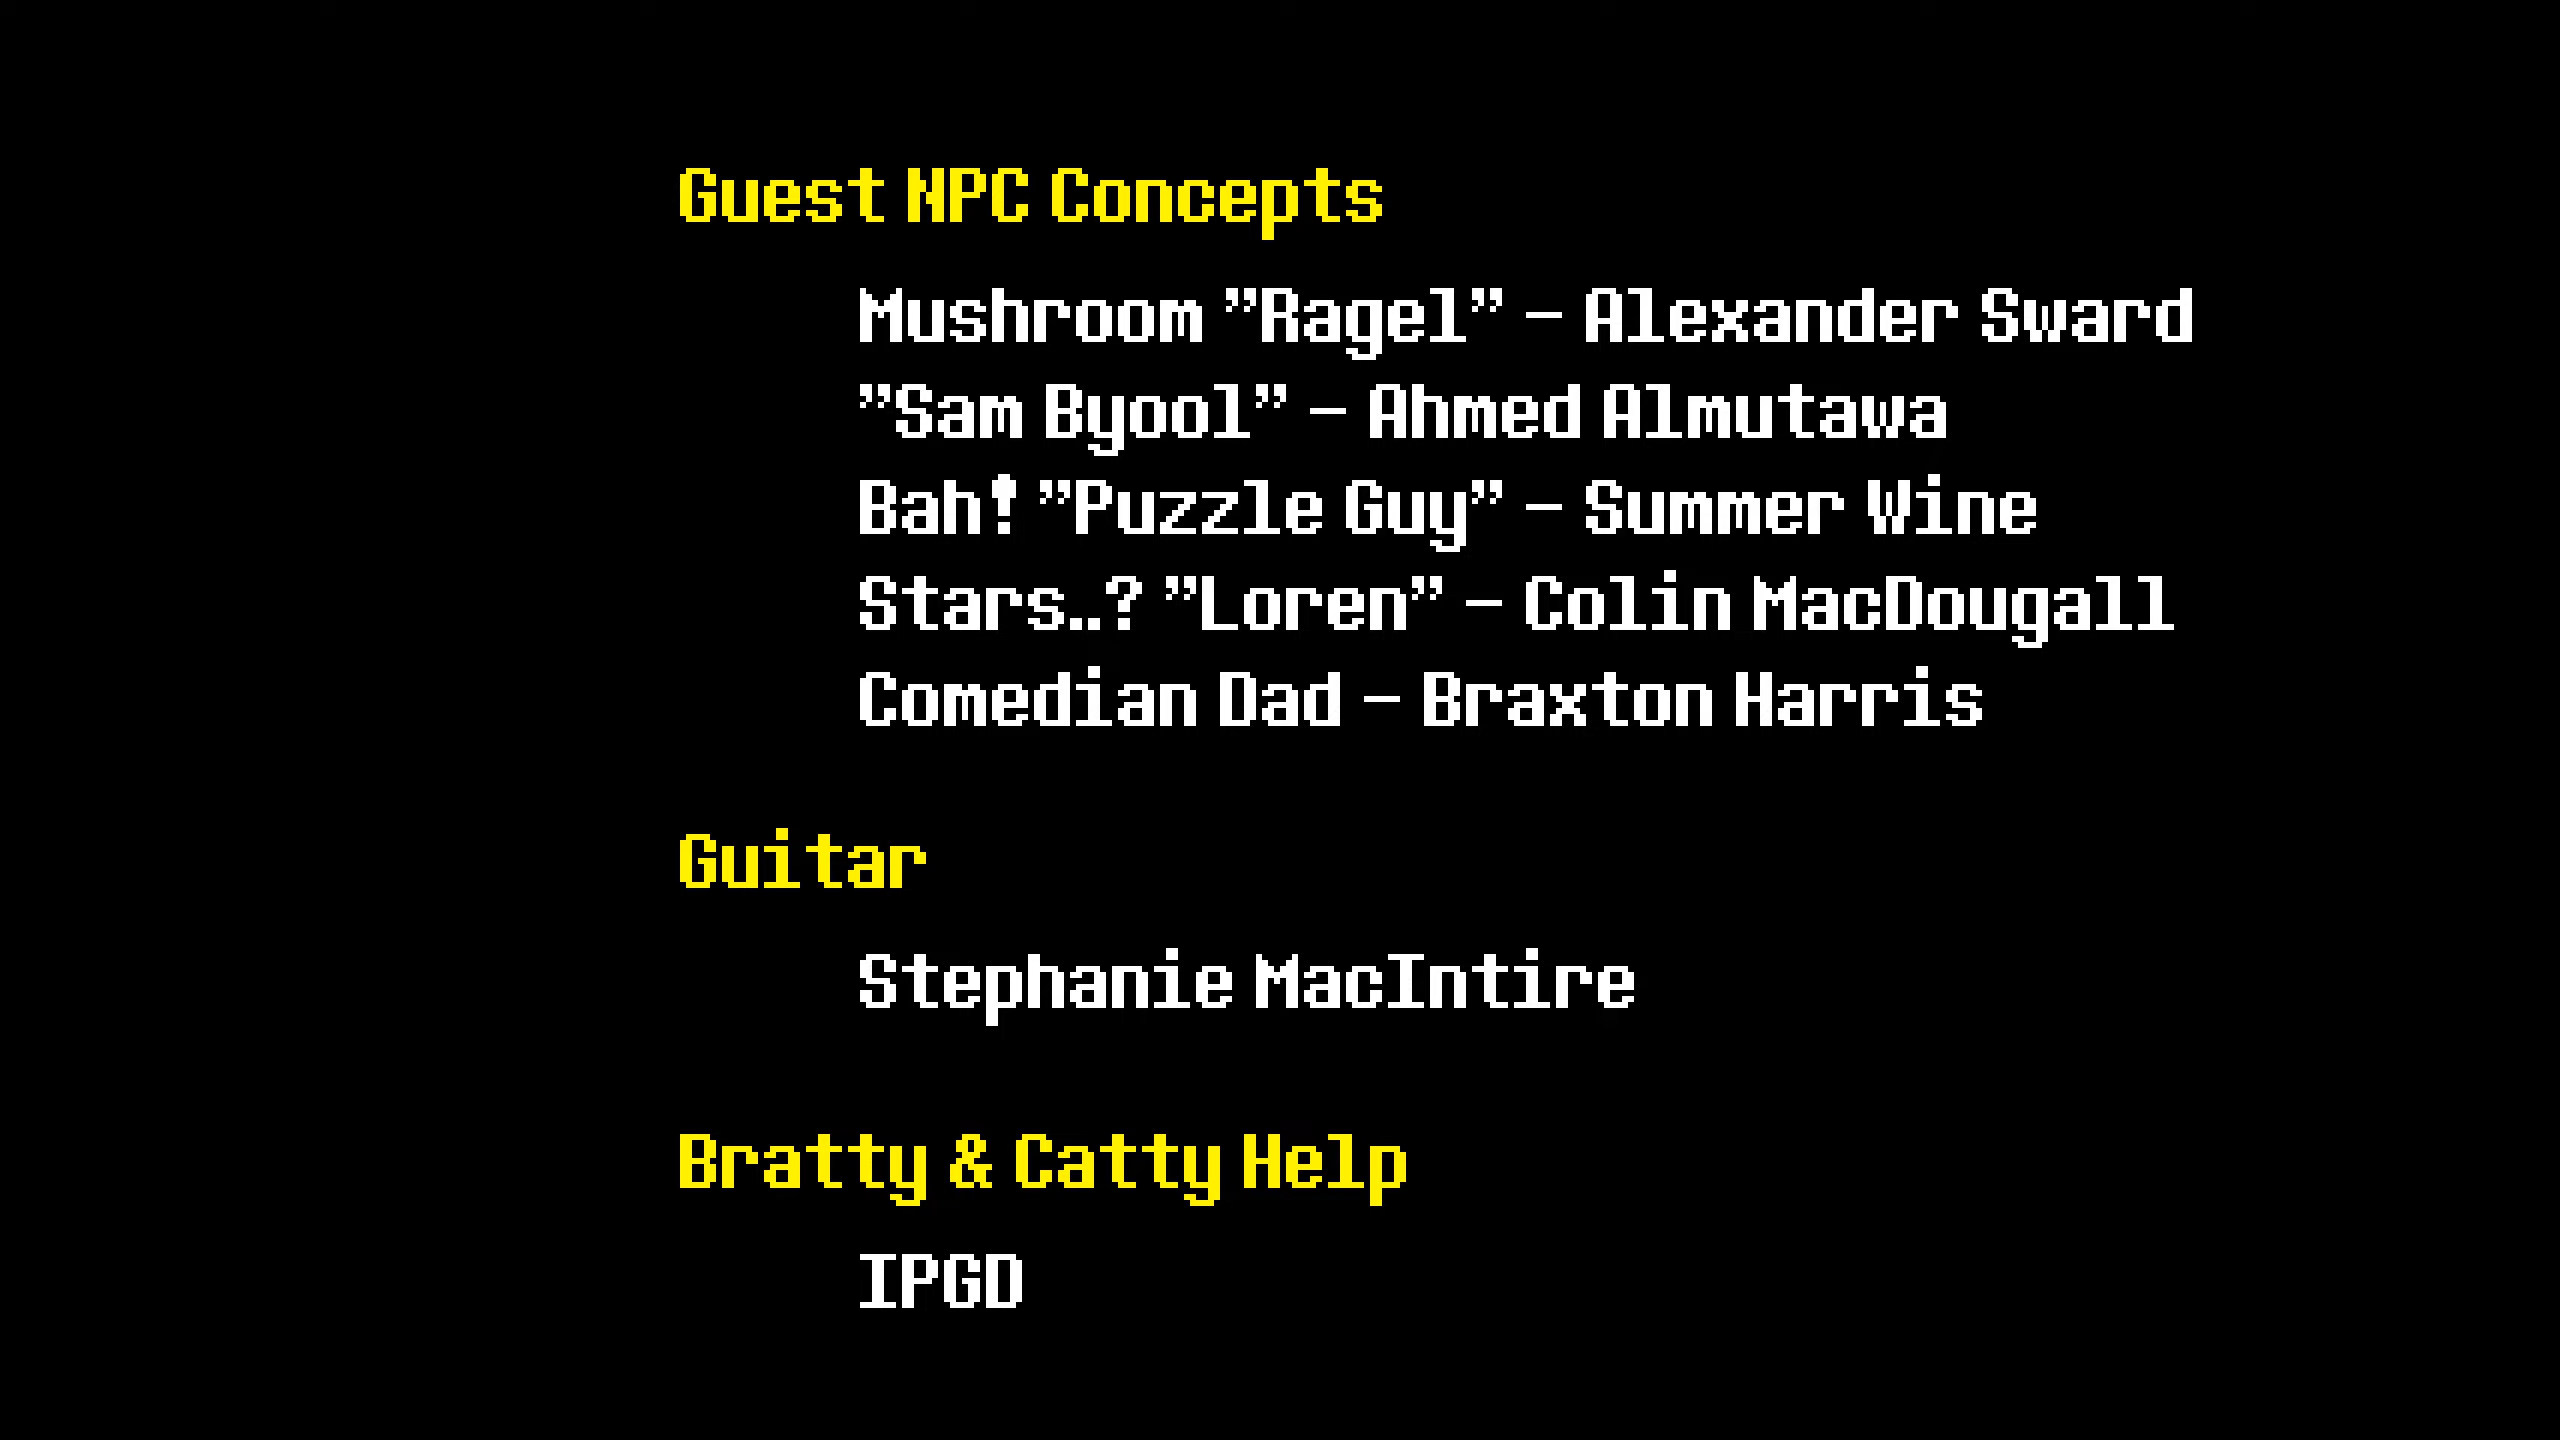 Guest NPC Concepts
Mushroom "Ragel" - Alexander Sward
"Sam Byool" - Ahmed Almutawa
Bah! "Puzzle Guy" - Summer Wine
Stars..? "Loren" - Colin MacDougall
Comedian Dad - Braxton Harris
Guitar
Stephanie MacIntire
Bratty & Catty Help
IPGD